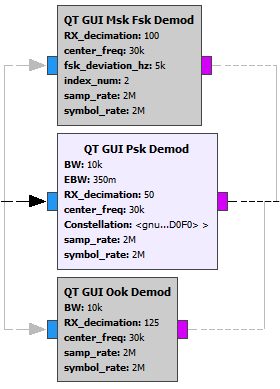 QT GUI Msk Fsk Demod
RX_decimation: 100
center_freq: 30k
fsk_deviation_hz: 5k
index_num: 2
samp_rate: 2M
symbol_rate: 2M
QT GUI Psk Demod
BW: 10k
EBW: 350m
RX_decimation: 50
center_freq: 30k
Constellation: <gnu...D0F0> >
samp_rate: 2M
symbol_rate: 2M
QT GUI Ook Demod
BW: 10k
RX_decimation: 125
center_freq: 30k
samp_rate: 2M
symbol_rate: 2M